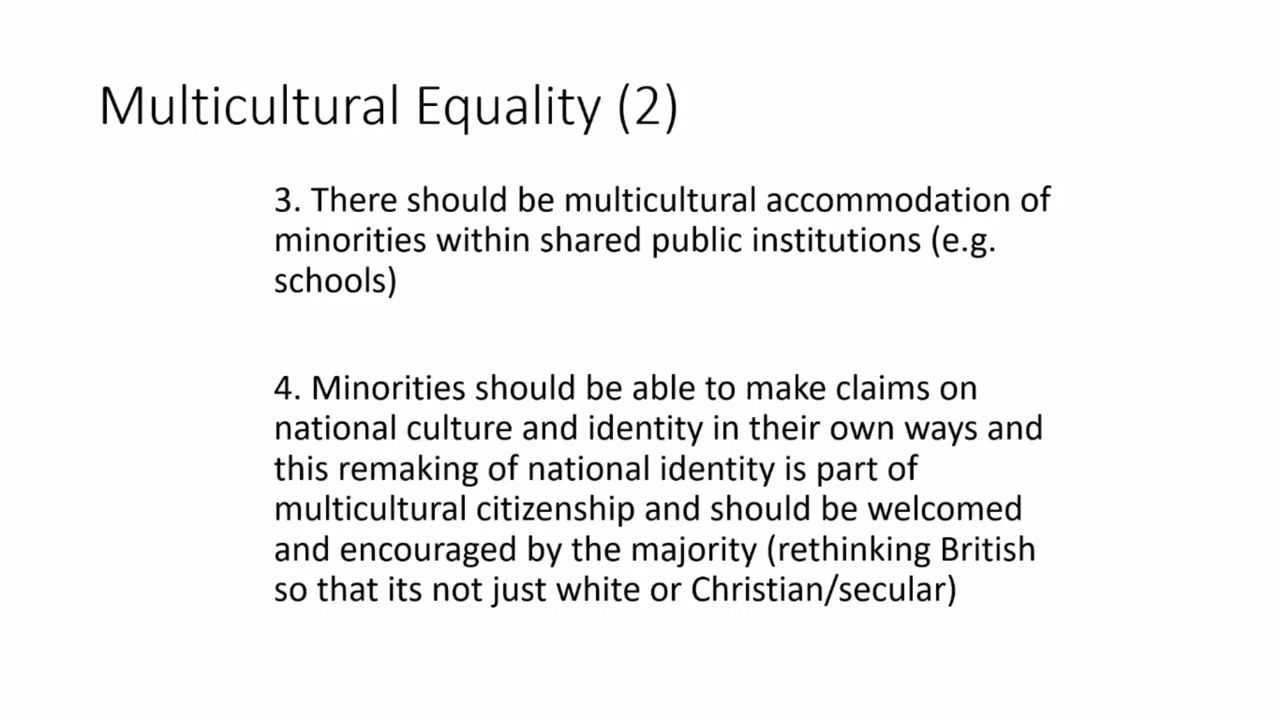 Multicultural Equality (2)
3. There should be multicultural accommodation of
minorities within shared public institutions (e.g.
schools)
4. Minorities should be able to make claims on
national culture and identity in their own ways and
this remaking of national identity is part of
multicultural citizenship and should be welcomed
and encouraged by the majority (rethinking British
so that its not just white or Christian/secular)